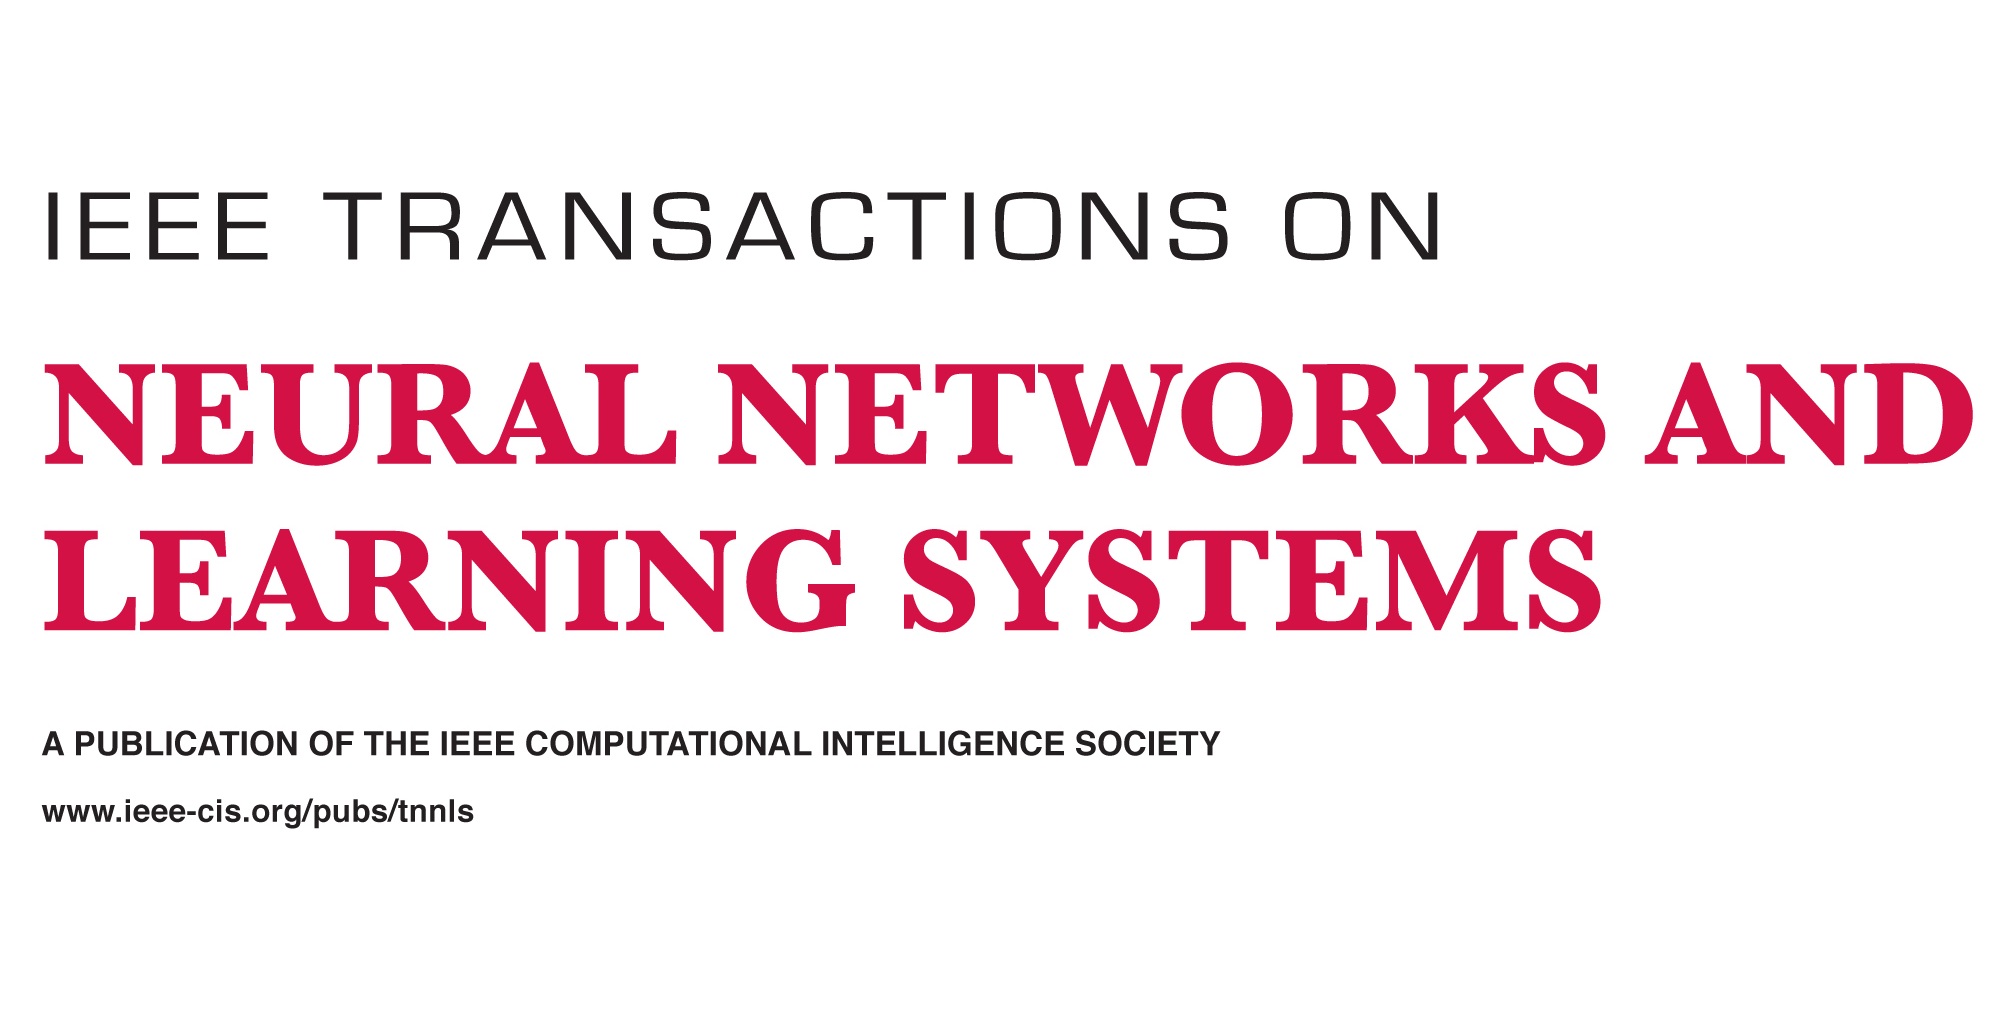 IEEE TRANSACTIONS ON
NEURAL NETWORKS AND
LEARNING SYSTEMS
A PUBLICATION OF THE IEEE COMPUTATIONAL INTELLIGENCE SOCIETY
www.ieee-cis.org/pubs/tnnls